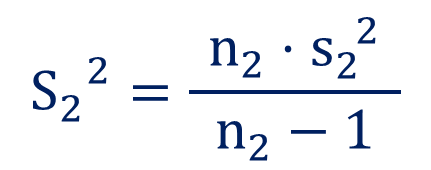 S₂² = (n₂ · s₂²) / (n₂ − 1)